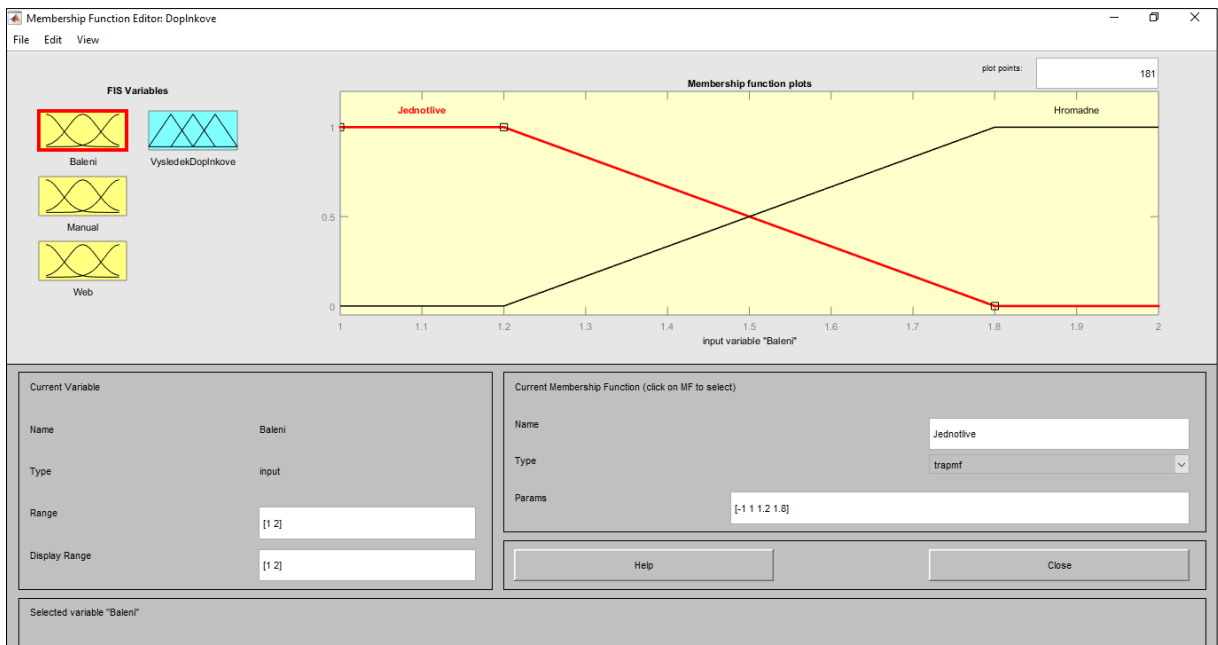 Membership Function Editor: DopInkove
File Edit View
FIS Variables
Baleni
VysledekDopInkove
Manual
Web
plot points:
181
Membership function plots
Jednotlive
Hromadne
1
0.5
0
1 1.1 1.2 1.3 1.4 1.5 1.6 1.7 1.8 1.9 2
input variable "Baleni"
Current Variable
Name Baleni
Type input
Range [1 2]
Display Range [1 2]
Current Membership Function (click on MF to select)
Name Jednotlive
Type trapmf
Params [-1 1 1.2 1.8]
Help
Close
Selected variable "Baleni"